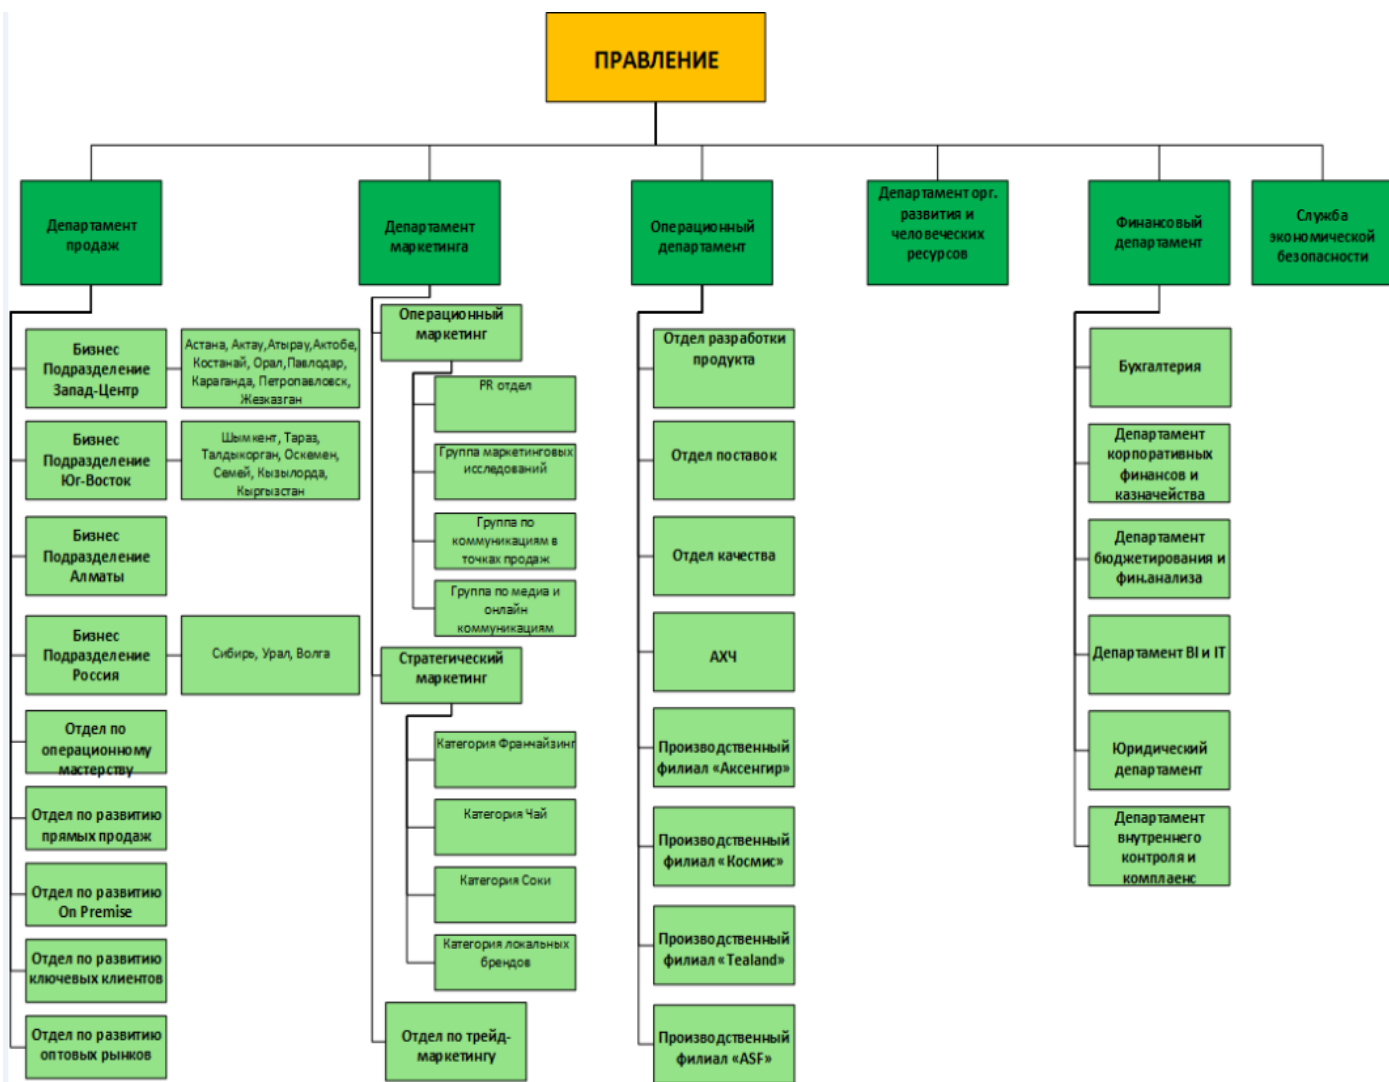 ПРАВЛЕНИЕ
Департамент
продаж
Департамент
маркетинга
Операционный
департамент
Департамент орг.
развития и
человеческих
ресурсов
Финансовый
департамент
Служба
экономической
безопасности
Бизнес
Подразделение
Запад-Центр
Астана, Актау,Атырау,Актобе,
Костанай, Орал,Павлодар,
Караганда, Петропавловск,
Жезказган
Бизнес
Подразделение
Юг-Восток
Шымкент, Тараз,
Талдыкорган, Оскемен,
Семей, Кызылорда,
Кыргызстан
Бизнес
Подразделение
Алматы
Бизнес
Подразделение
Россия
Сибирь, Урал, Волга
Отдел по
операционному
мастерству
Отдел по развитию
прямых продаж
Отдел по развитию
On Premise
Отдел по развитию
ключевых клиентов
Отдел по развитию
оптовых рынков
Операционный
маркетинг
PR отдел
Группа маркетинговых
исследований
Группа по
коммуникациям в
точках продаж
Группа по медиа и
онлайн
коммуникациям
Стратегический
маркетинг
Категория Франчайзинг
Категория Чай
Категория Соки
Категория локальных
брендов
Отдел по трейд-
маркетингу
Отдел разработки
продукта
Отдел поставок
Отдел качества
АХЧ
Производственный
филиал «Аксенгир»
Производственный
филиал «Космис»
Производственный
филиал «Tealand»
Производственный
филиал «ASF»
Бухгалтерия
Департамент
корпоративных
финансов и
казначейства
Департамент
бюджетирования и
фин.анализа
Департамент BI и IT
Юридический
департамент
Департамент
внутреннего
контроля и
комплаенс